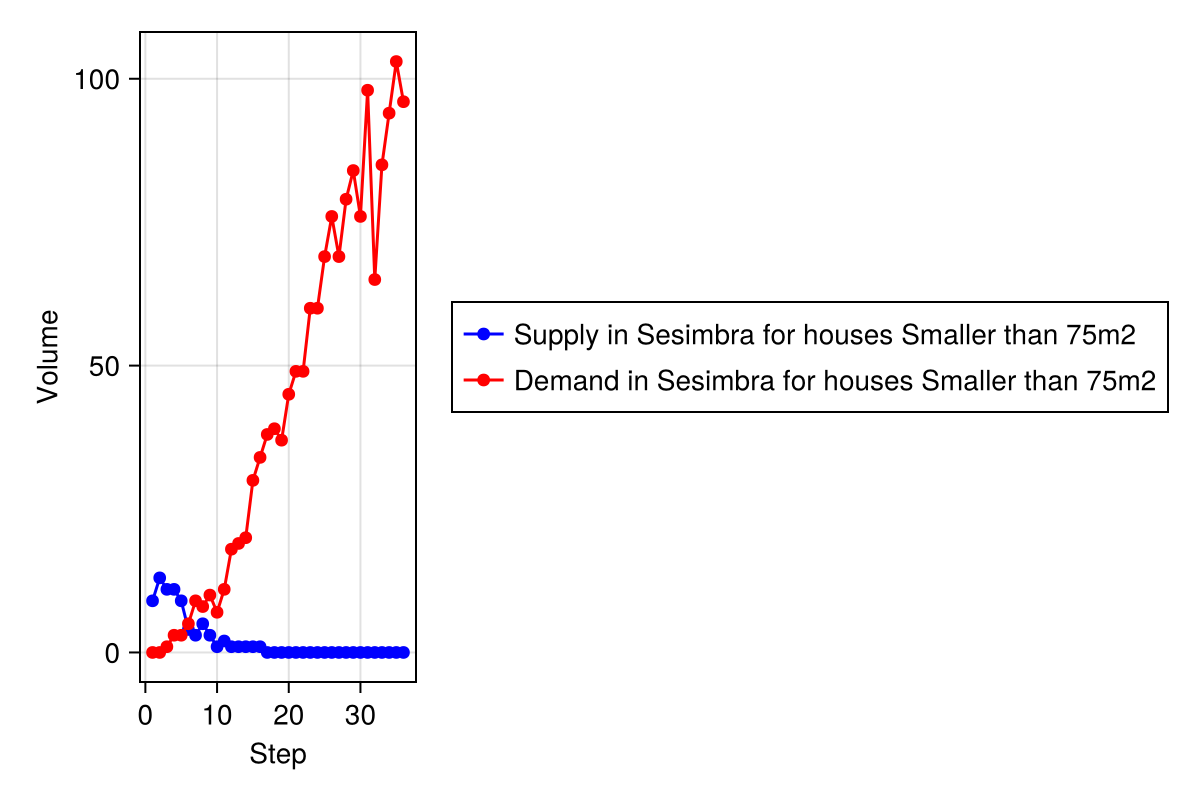 100
50
0
Volume
0 10 20 30
Step
Supply in Sesimbra for houses Smaller than 75m2
Demand in Sesimbra for houses Smaller than 75m2